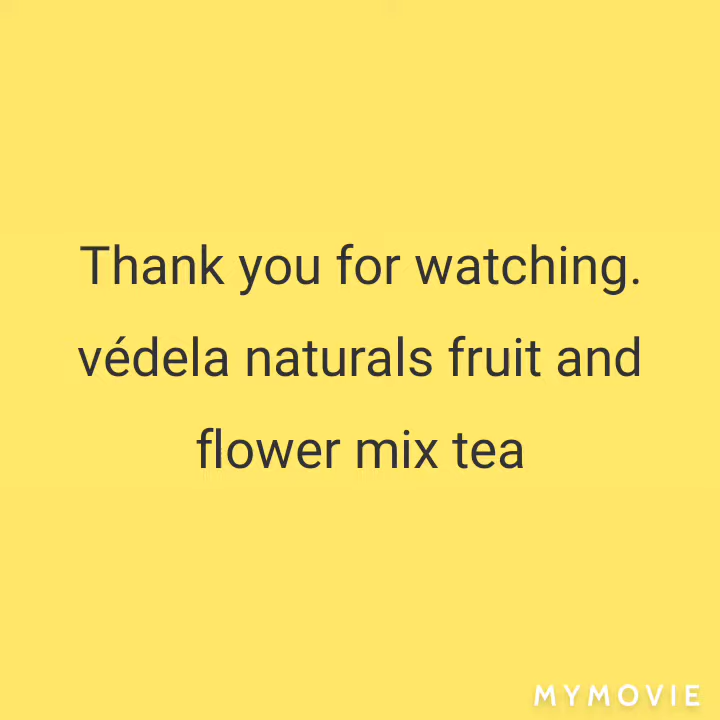 Thank you for watching.
védela naturals fruit and
flower mix tea
MYMOVIE